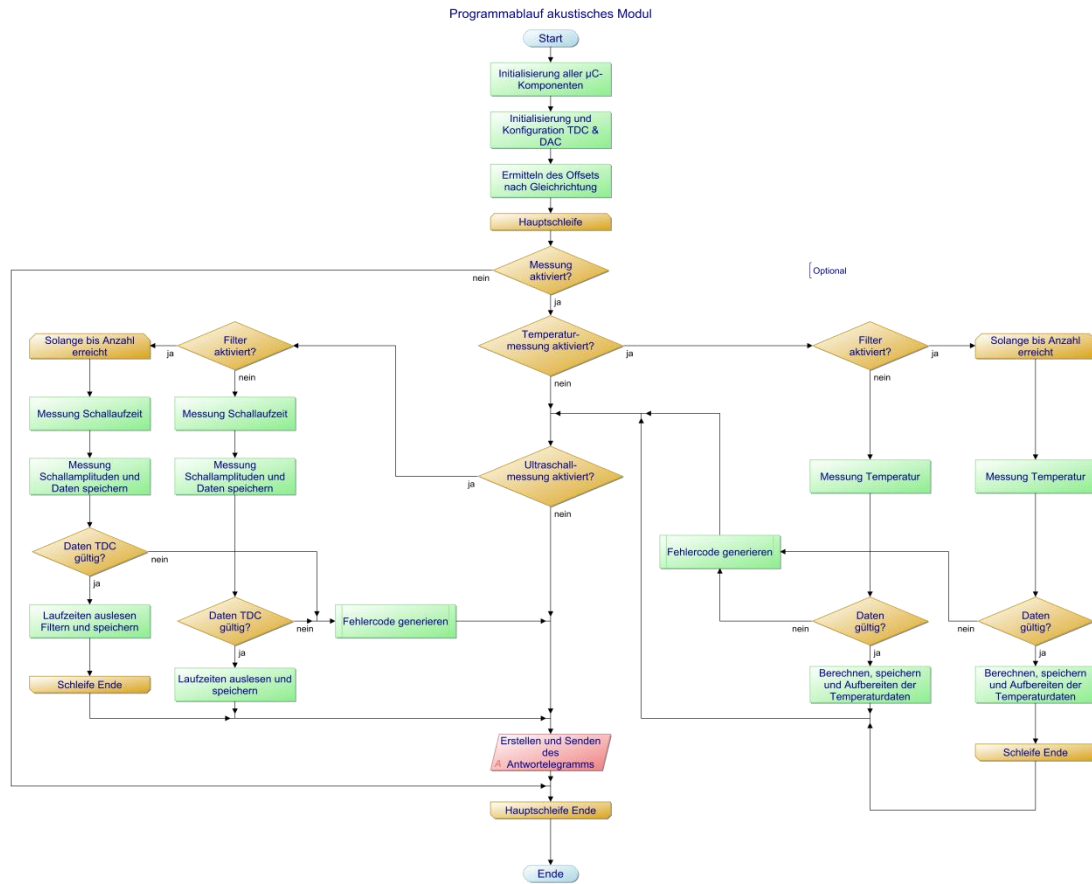 Programmablauf akustisches Modul
Start
Initialisierung aller µC-
Komponenten
Initialisierung und
Konfiguration TDC &
DAC
Ermitteln des Offsets
nach Gleichrichtung
Hauptschleife
Messung
aktiviert?
nein
ja
Optional
Temperatur-
messung aktiviert?
ja
nein
Solange bis Anzahl
erreicht
ja
Filter
aktiviert?
nein
Filter
aktiviert?
ja
nein
Solange bis Anzahl
erreicht
Messung Schallaufzeit
Messung Schallaufzeit
Messung
Schallamplituden und
Daten speichern
Messung
Schallamplituden und
Daten speichern
Ultraschall-
messung aktiviert?
ja
nein
Messung Temperatur
Messung Temperatur
Daten TDC
gültig?
nein
ja
Fehlercode generieren
Laufzeiten auslesen
Filtern und speichern
Daten TDC
gültig?
nein
ja
Fehlercode generieren
Daten
gültig?
nein
ja
Daten
gültig?
nein
ja
Schleife Ende
Laufzeiten auslesen und
speichern
Berechnen, speichern
und Aufbereiten der
Temperaturdaten
Berechnen, speichern
und Aufbereiten der
Temperaturdaten
Erstellen und Senden
des
Antwortelegramms
A
Schleife Ende
Hauptschleife Ende
Ende